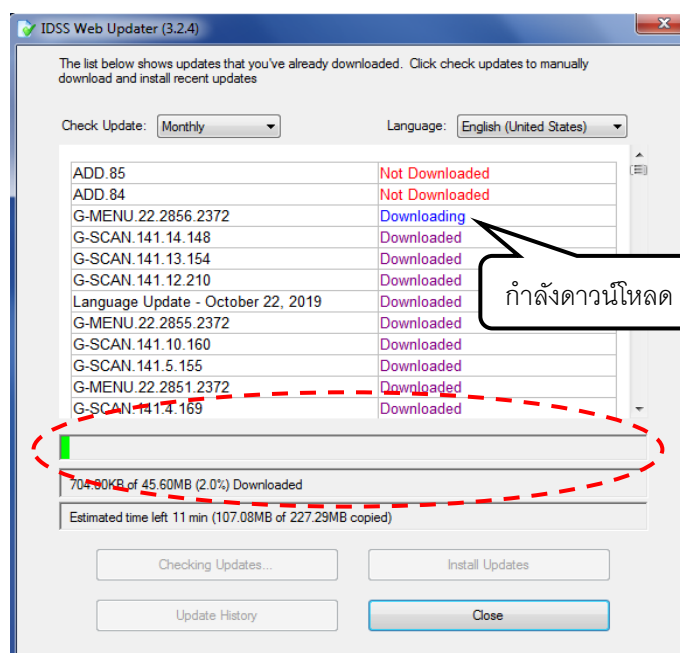 IDSS Web Updater (3.2.4)
The list below shows updates that you've already downloaded. Click check updates to manually
download and install recent updates
Check Update: Monthly Language: English (United States)
ADD.85 Not Downloaded
ADD.84 Not Downloaded
G-MENU.22.2856.2372 Downloading
G-SCAN.141.14.148 Downloaded
G-SCAN.141.13.154 Downloaded
G-SCAN.141.12.210 Downloaded
กำลังดาวน์โหลด
Language Update - October 22, 2019 Downloaded
G-MENU.22.2855.2372 Downloaded
G-SCAN.141.10.160 Downloaded
G-SCAN.141.5.155 Downloaded
G-MENU.22.2851.2372 Downloaded
G-SCAN.141.4.169 Downloaded
704.00KB of 45.60MB (2.0%) Downloaded
Estimated time left 11 min (107.08MB of 227.29MB copied)
Checking Updates... Install Updates
Update History Close